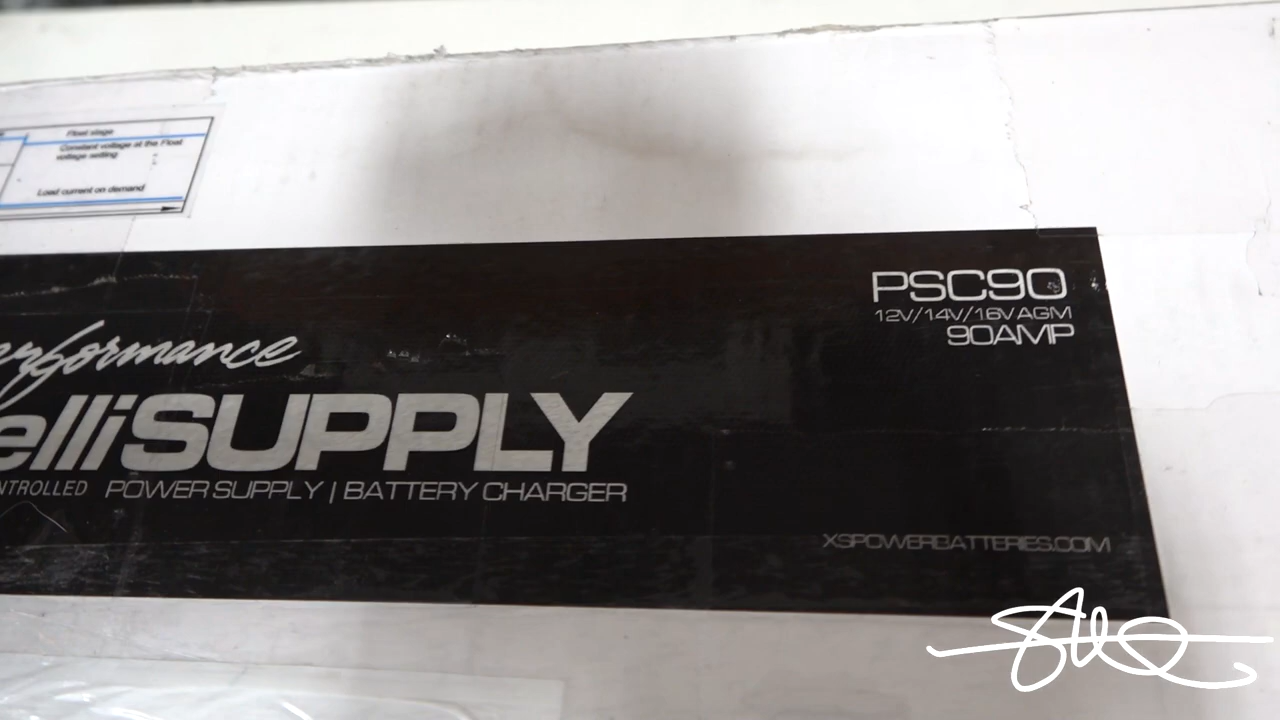 Float stage
Constant voltage at the Float
voltage setting
Load current on demand
PSC90
12V/14V/16V AGM
90AMP
erformance
elliSUPPLY
NTROLLED POWER SUPPLY | BATTERY CHARGER
XSPOWERBATTERIES.COM